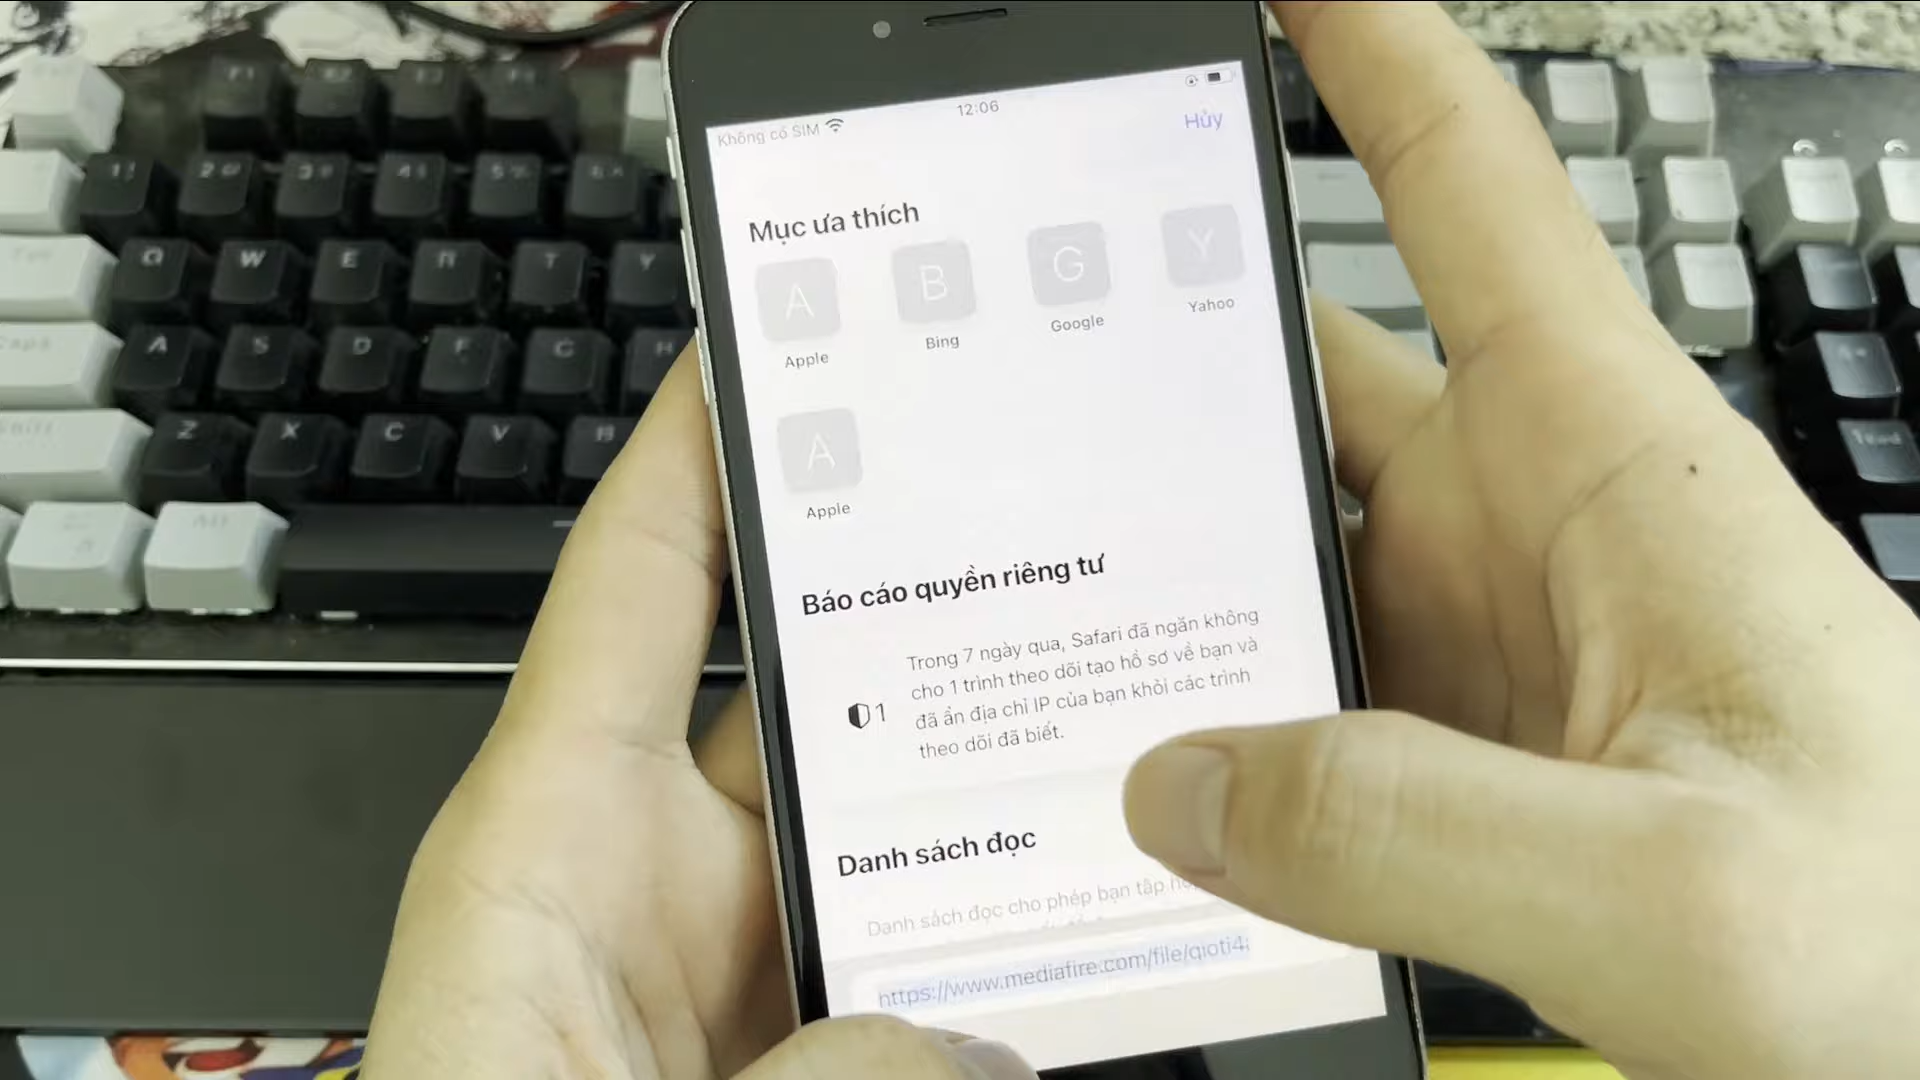 Không có SIM
12:06
Hủy
Mục ưa thích
A
B
G
Y
Apple
Bing
Google
Yahoo
A
Apple
Báo cáo quyền riêng tư
Trong 7 ngày qua, Safari đã ngăn không
cho 1 trình theo dõi tạo hồ sơ về bạn và
đã ẩn địa chỉ IP của bạn khỏi các trình
theo dõi đã biết.
1
Danh sách đọc
Danh sách đọc cho phép bạn tập
https://www.mediafire.com/file/qioti4
Q W E R T Y
Caps A S D F G H
Shift Z X C V B
Alt